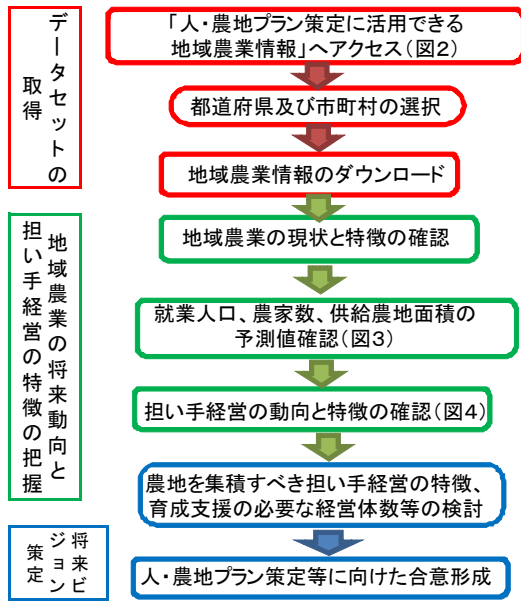 データセットの
取得
「人・農地プラン策定に活用できる
地域農業情報」へアクセス(図2)
都道府県及び市町村の選択
地域農業情報のダウンロード
地域農業の将来動向と
担い手経営の特徴の把握
地域農業の現状と特徴の確認
就業人口、農家数、供給農地面積の
予測値確認(図3)
担い手経営の動向と特徴の確認(図4)
農地を集積すべき担い手経営の特徴、
育成支援の必要な経営体数等の検討
将来ビ
ジョン
策定
人・農地プラン策定等に向けた合意形成